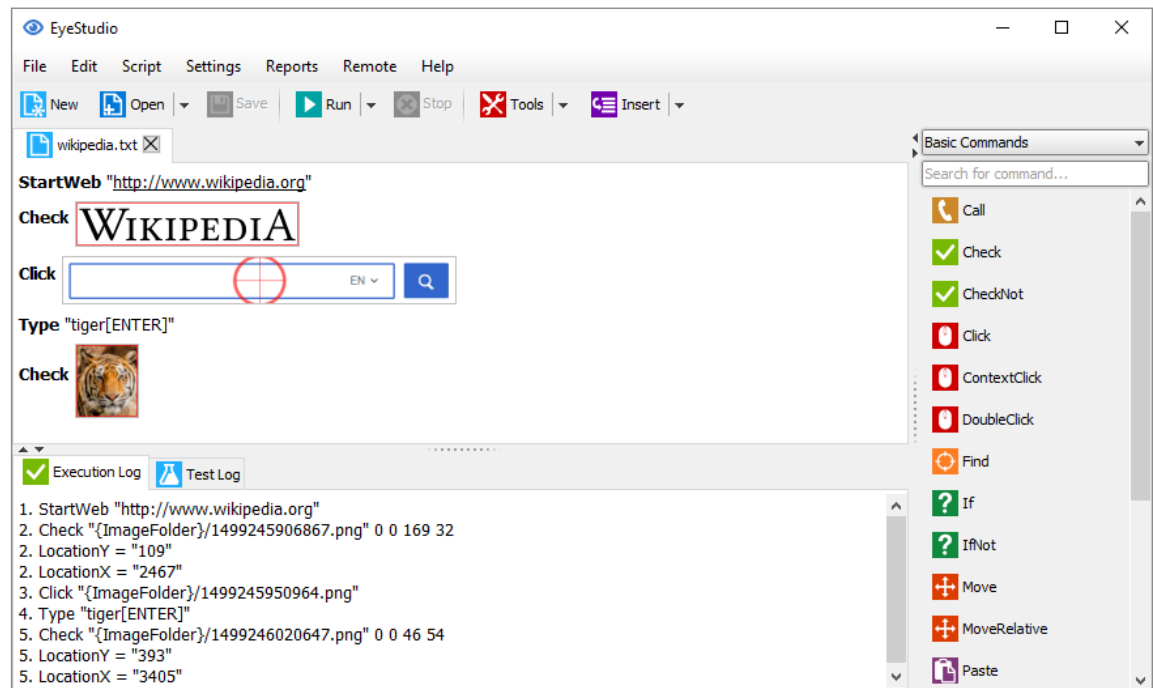 EyeStudio
File Edit Script Settings Reports Remote Help
New Open Save Run Stop Tools Insert
wikipedia.txt
StartWeb "http://www.wikipedia.org"
Check WIKIPEDIA
Click EN
Type "tiger[ENTER]"
Check
Execution Log Test Log
1. StartWeb "http://www.wikipedia.org"
2. Check "{ImageFolder}/1499245906867.png" 0 0 169 32
2. LocationY = "109"
2. LocationX = "2467"
3. Click "{ImageFolder}/1499245950964.png"
4. Type "tiger[ENTER]"
5. Check "{ImageFolder}/1499246020647.png" 0 0 46 54
5. LocationY = "393"
5. LocationX = "3405"
Basic Commands
Search for command...
Call
Check
CheckNot
Click
ContextClick
DoubleClick
Find
If
IfNot
Move
MoveRelative
Paste